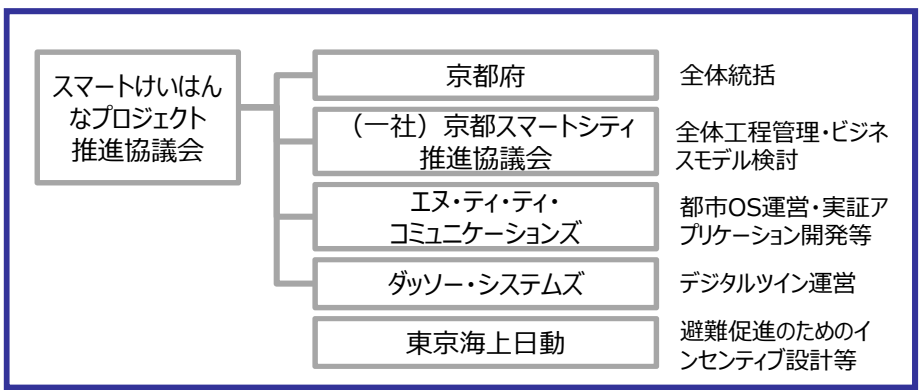 スマートけいはん
なプロジェクト
推進協議会
京都府
全体統括
（一社）京都スマートシティ
推進協議会
全体工程管理・ビジネ
スモデル検討
エヌ・ティ・ティ・
コミュニケーションズ
都市OS運営・実証ア
プリケーション開発等
ダッソー・システムズ
デジタルツイン運営
東京海上日動
避難促進のためのイ
ンセンティブ設計等